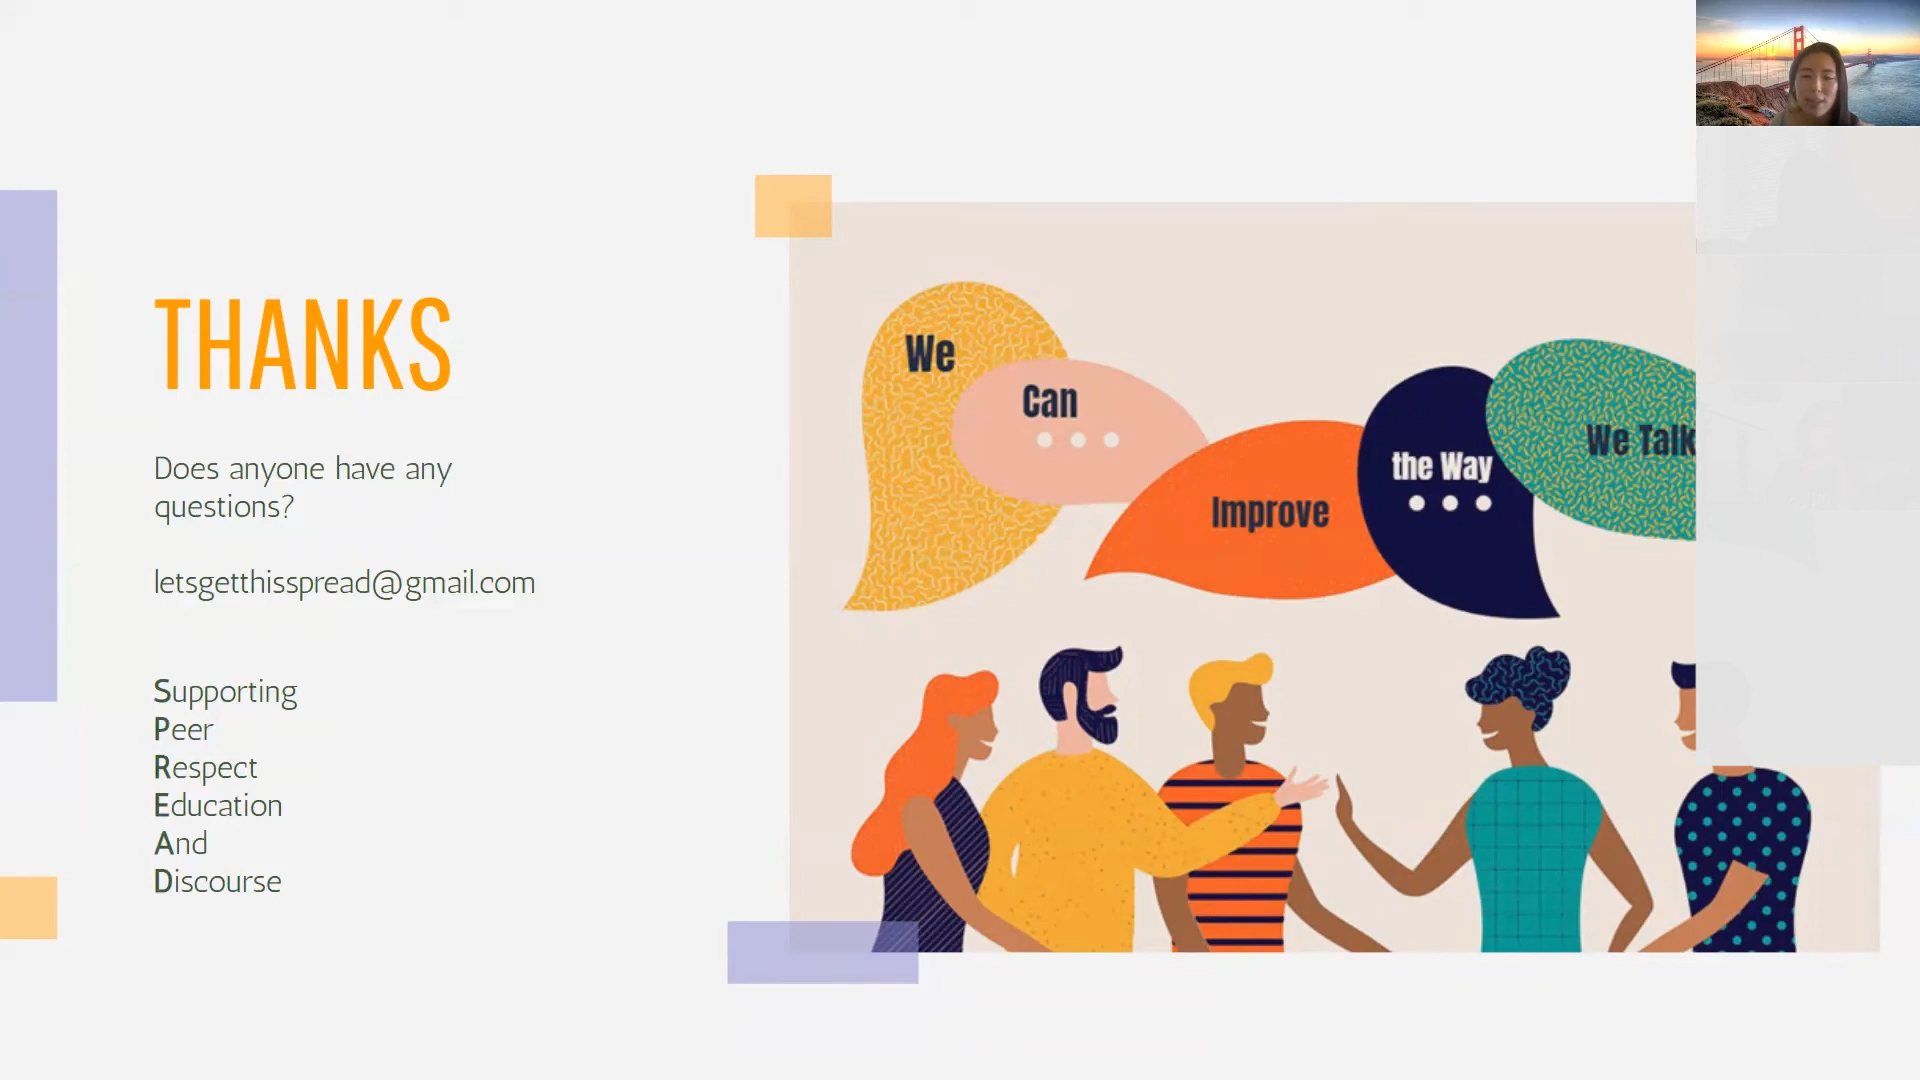 THANKS
Does anyone have any
questions?
letsgetthisspread@gmail.com
Supporting
Peer
Respect
Education
And
Discourse
We
Can
Improve
the Way
We Talk